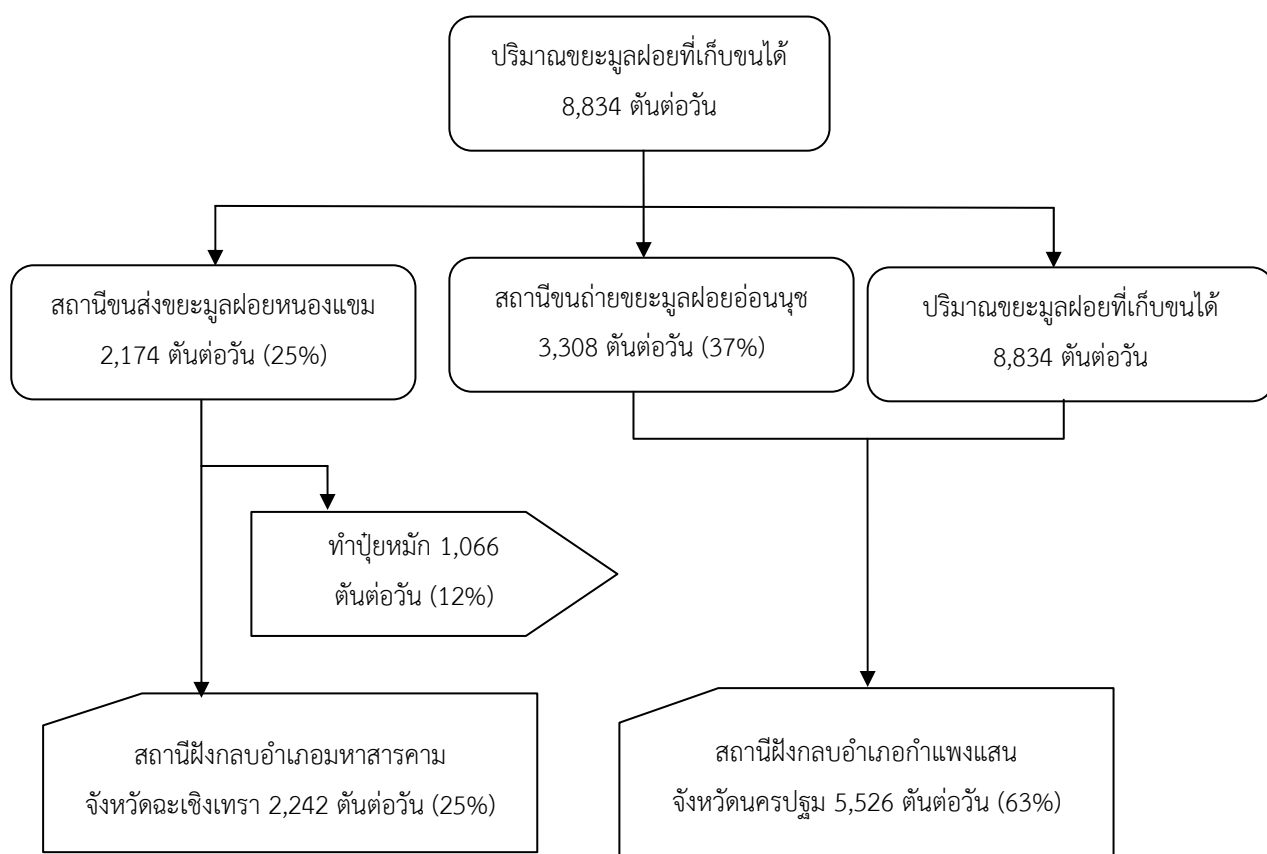 ปริมาณขยะมูลฝอยที่เก็บขนได้
8,834 ตันต่อวัน
สถานีขนส่งขยะมูลฝอยหนองแขม
2,174 ตันต่อวัน (25%)
สถานีขนถ่ายขยะมูลฝอยอ่อนนุช
3,308 ตันต่อวัน (37%)
ปริมาณขยะมูลฝอยที่เก็บขนได้
8,834 ตันต่อวัน
ทำปุ๋ยหมัก 1,066
ตันต่อวัน (12%)
สถานีฝังกลบอำเภอมหาสารคาม
จังหวัดฉะเชิงเทรา 2,242 ตันต่อวัน (25%)
สถานีฝังกลบอำเภอกำแพงแสน
จังหวัดนครปฐม 5,526 ตันต่อวัน (63%)